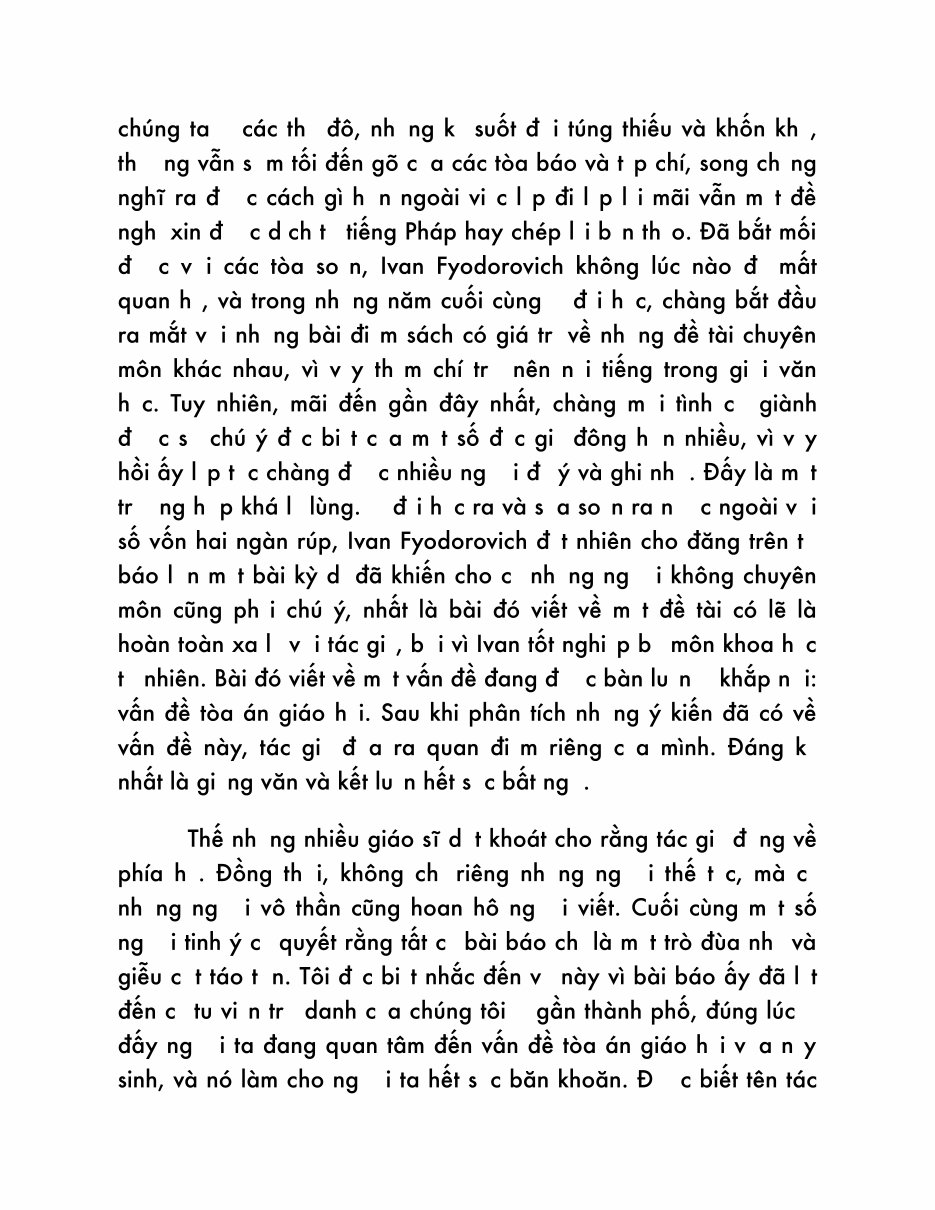 chúng ta  các th  đô, nh ng k  suốt đ i túng thiếu và khốn kh ,
th  ng vẫn s m tối đến gõ c a các tòa báo và t p chí, song ch ng
nghĩ ra đ  c cách gì h n ngoài vi c l p đi l p l i mãi vẫn m t đề
ngh  xin đ  c d ch t  tiếng Pháp hay chép l i b n th o. Đã bắt mối
đ  c v i các tòa so n, Ivan Fyodorovich không lúc nào đ  mất
quan h , và trong nh ng năm cuối cùng  đ i h c, chàng bắt đầu
ra mắt v i nh ng bài đi m sách có giá tr  về nh ng đề tài chuyên
môn khác nhau, vì v y th m chí tr  nên n i tiếng trong gi i văn
h c. Tuy nhiên, mãi đến gần đây nhất, chàng m i tình c  giành
đ  c s  chú ý đ c bi t c a m t số đ c gi  đông h n nhiều, vì v y
hồi ấy l p t c chàng đ  c nhiều ng  i đ  ý và ghi nh . Đấy là m t
tr  ng h p khá l  lùng.  đ i h c ra và s a so n ra n  c ngoài v i
số vốn hai ngàn rúp, Ivan Fyodorovich đ t nhiên cho đăng trên t 
báo l n m t bài kỳ d  đã khiến cho c  nh ng ng  i không chuyên
môn cũng ph i chú ý, nhất là bài đó viết về m t đề tài có lẽ là
hoàn toàn xa l  v i tác gi , b i vì Ivan tốt nghi p b  môn khoa h c
t  nhiên. Bài đó viết về m t vấn đề đang đ  c bàn lu n  khắp n i:
vấn đề tòa án giáo h i. Sau khi phân tích nh ng ý kiến đã có về
vấn đề này, tác gi  đ a ra quan đi m riêng c a mình. Đáng k 
nhất là gi ng văn và kết lu n hết s c bất ng .
Thế nh ng nhiều giáo sĩ d t khoát cho rằng tác gi  đ ng về
phía h . Đồng th i, không ch  riêng nh ng ng  i thế t c, mà c 
nh ng ng  i vô thần cũng hoan hô ng  i viết. Cuối cùng m t số
ng  i tinh ý c  quyết rằng tất c  bài báo ch  là m t trò đùa nh  và
giễu c t táo t n. Tôi đ c bi t nhắc đến v  này vì bài báo ấy đã l t
đến c  tu vi n tr  danh c a chúng tôi  gần thành phố, đúng lúc 
đấy ng  i ta đang quan tâm đến vấn đề tòa án giáo h i v a n y
sinh, và nó làm cho ng  i ta hết s c băn khoăn. Đ  c biết tên tác